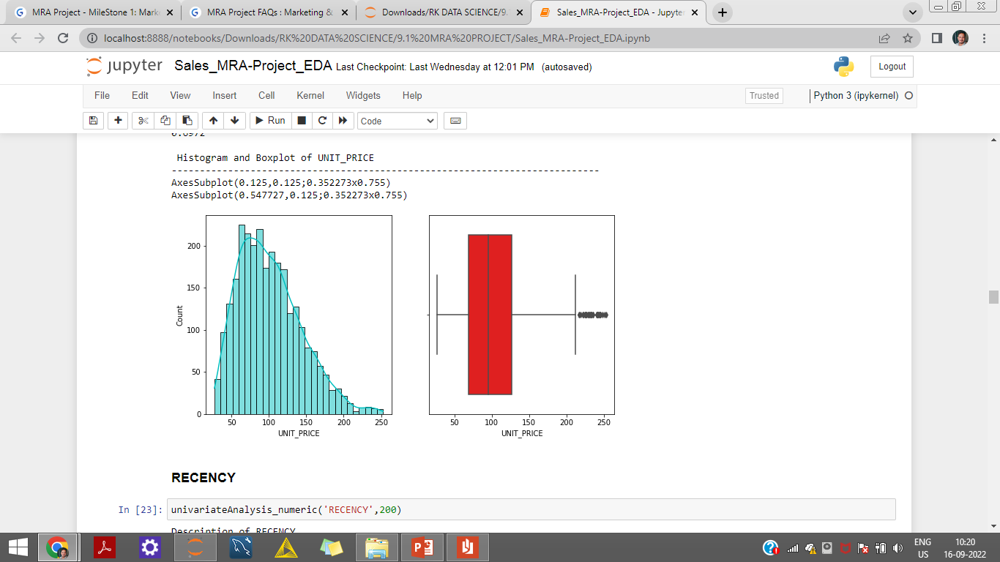 MRA Project - MileStone 1: Mark
MRA Project FAQs : Marketing &
Downloads/RK DATA SCIENCE/9.
Sales_MRA-Project_EDA - Jupyter
localhost:8888/notebooks/Downloads/RK%20DATA%20SCIENCE/9.1%20MRA%20PROJECT/Sales_MRA-Project_EDA.ipynb
jupyter Sales_MRA-Project_EDA Last Checkpoint: Last Wednesday at 12:01 PM (autosaved)
Logout
File Edit View Insert Cell Kernel Widgets Help
Trusted
Python 3 (ipykernel)
Run
Code
0.6972
Histogram and Boxplot of UNIT_PRICE
----------------------------------------------------------------------------
AxesSubplot(0.125,0.125;0.352273x0.755)
AxesSubplot(0.547727,0.125;0.352273x0.755)
200
150
100
50
0
Count
50 100 150 200 250
UNIT_PRICE
50 100 150 200 250
UNIT_PRICE
RECENCY
In [23]: univariateAnalysis_numeric('RECENCY',200)
Description of RECENCY
ENG
US
10:20
16-09-2022